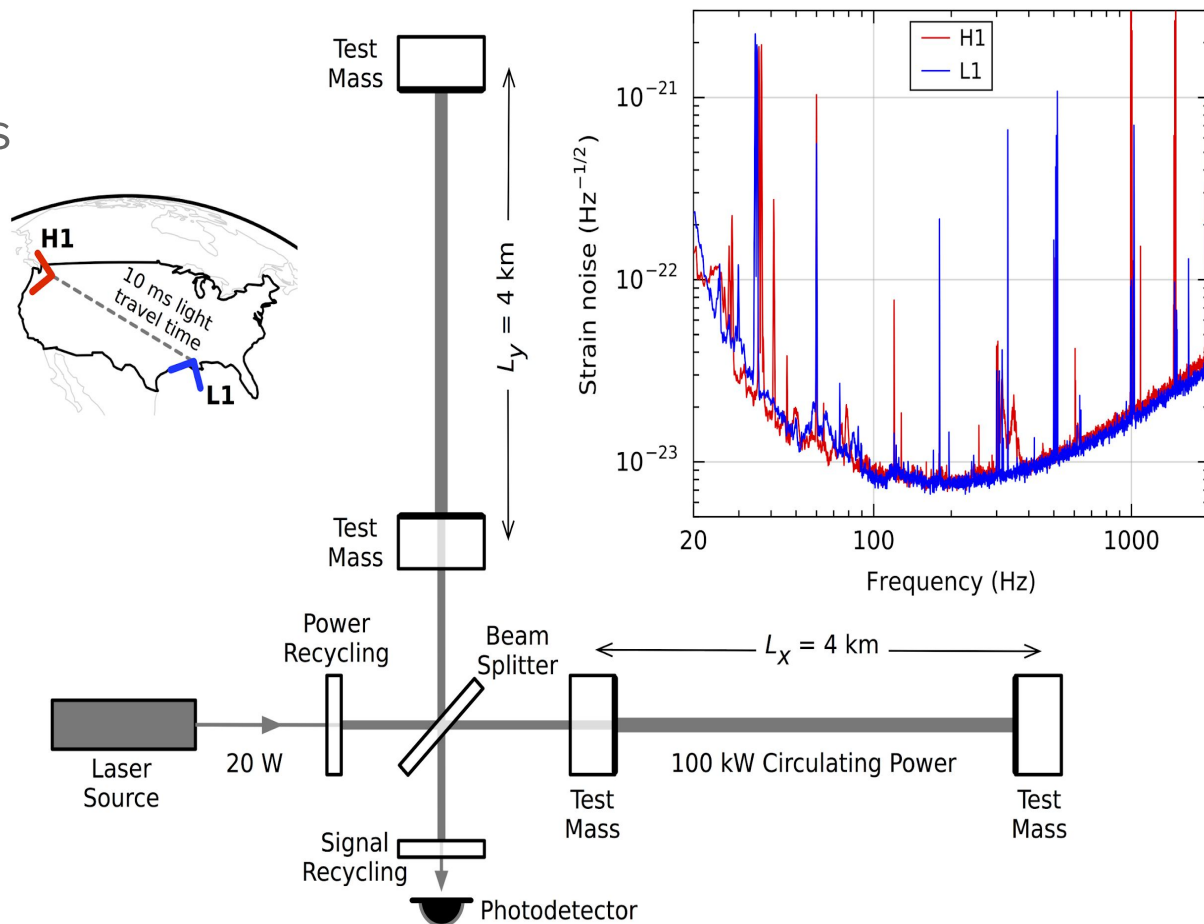 s
H1
10 ms light
travel time
L1
Test
Mass
L_y = 4 km
Test
Mass
Strain noise (Hz^{-1/2})
10^{-21}
10^{-22}
10^{-23}
H1
L1
20
100
1000
Frequency (Hz)
Power
Recycling
Beam
Splitter
L_x = 4 km
Laser
Source
20 W
100 kW Circulating Power
Test
Mass
Test
Mass
Signal
Recycling
Photodetector